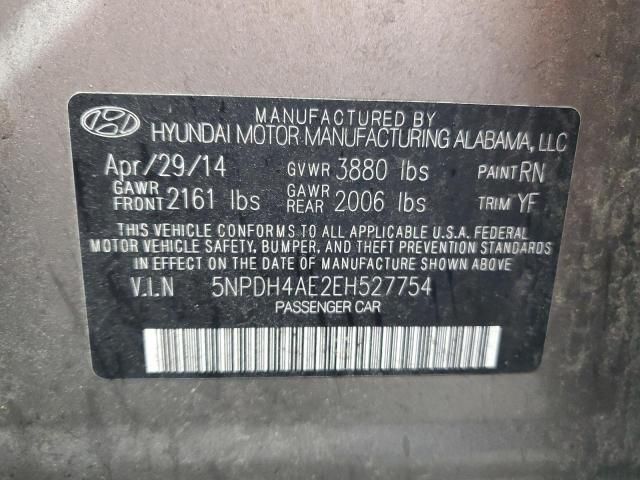 MANUFACTURED BY
HYUNDAI MOTOR MANUFACTURING ALABAMA, LLC
Apr/29/14 GVWR 3880 lbs PAINT RN
GAWR FRONT 2161 lbs GAWR REAR 2006 lbs TRIM YF
THIS VEHICLE CONFORMS TO ALL APPLICABLE U.S.A. FEDERAL
MOTOR VEHICLE SAFETY, BUMPER, AND THEFT PREVENTION STANDARDS
IN EFFECT ON THE DATE OF MANUFACTURE SHOWN ABOVE.
V.I.N 5NPDH4AE2EH527754
PASSENGER CAR